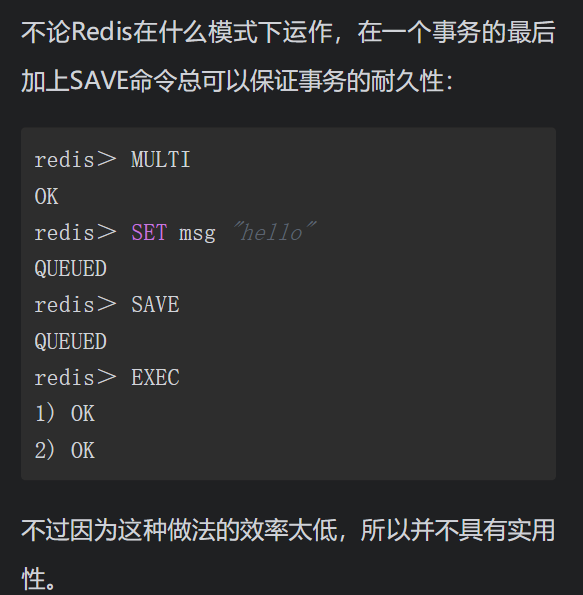 不论Redis在什么模式下运作，在一个事务的最后
加上SAVE命令总可以保证事务的耐久性：
redis＞ MULTI
OK
redis＞ SET msg "hello"
QUEUED
redis＞ SAVE
QUEUED
redis＞ EXEC
1) OK
2) OK
不过因为这种做法的效率太低，所以并不具有实用
性。